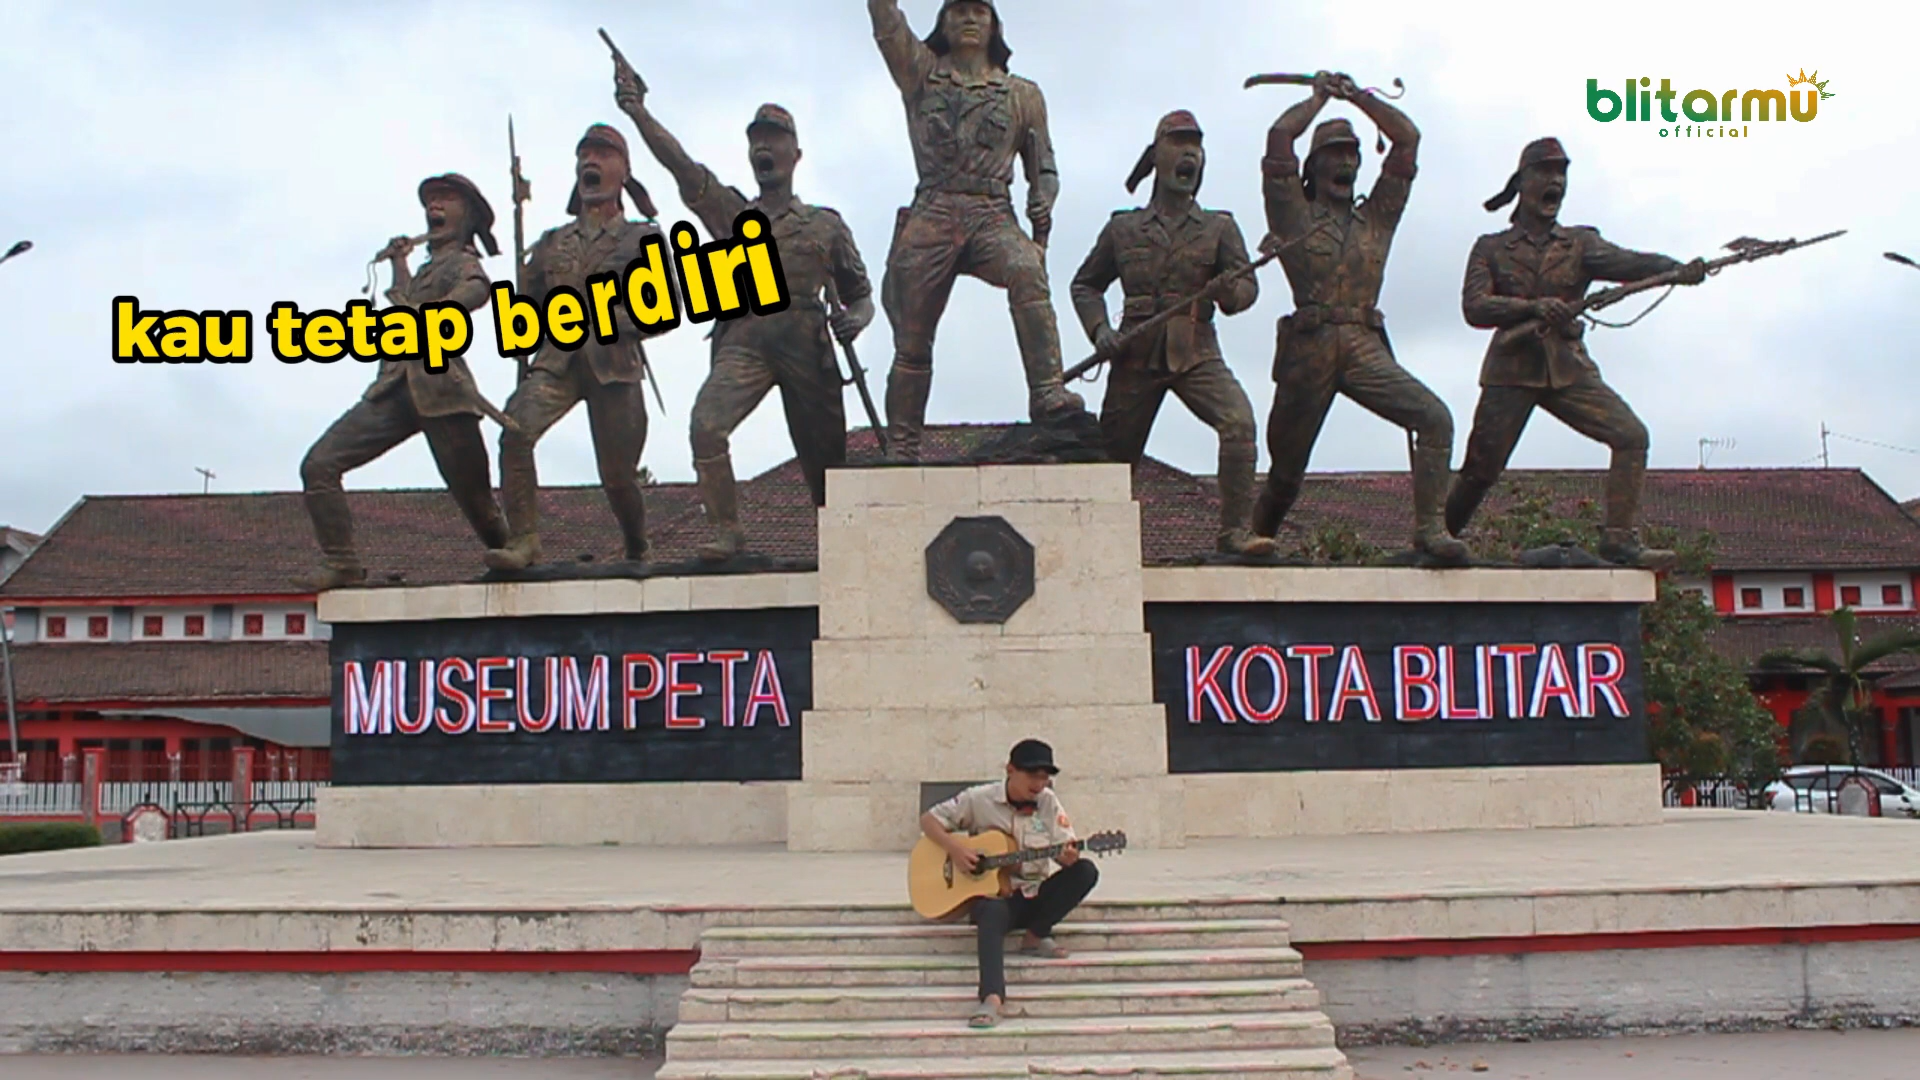 blitarmu
official
kau tetap berdiri
MUSEUM PETA
KOTA BLITAR